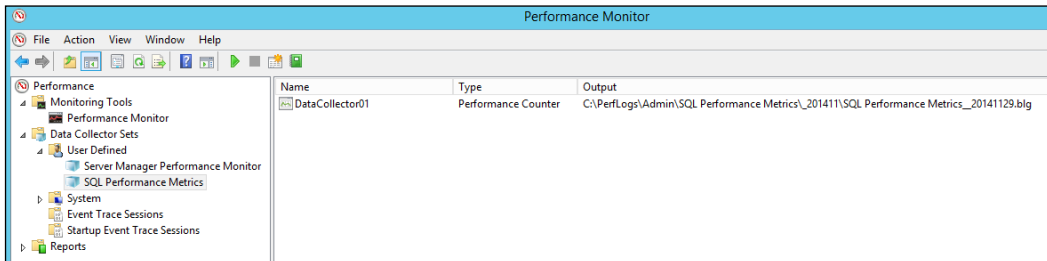 Performance Monitor
File Action View Window Help
Performance
Monitoring Tools
Performance Monitor
Data Collector Sets
User Defined
Server Manager Performance Monitor
SQL Performance Metrics
System
Event Trace Sessions
Startup Event Trace Sessions
Reports
Name Type Output
DataCollector01 Performance Counter C:\PerfLogs\Admin\SQL Performance Metrics\_201411\SQL Performance Metrics__20141129.blg